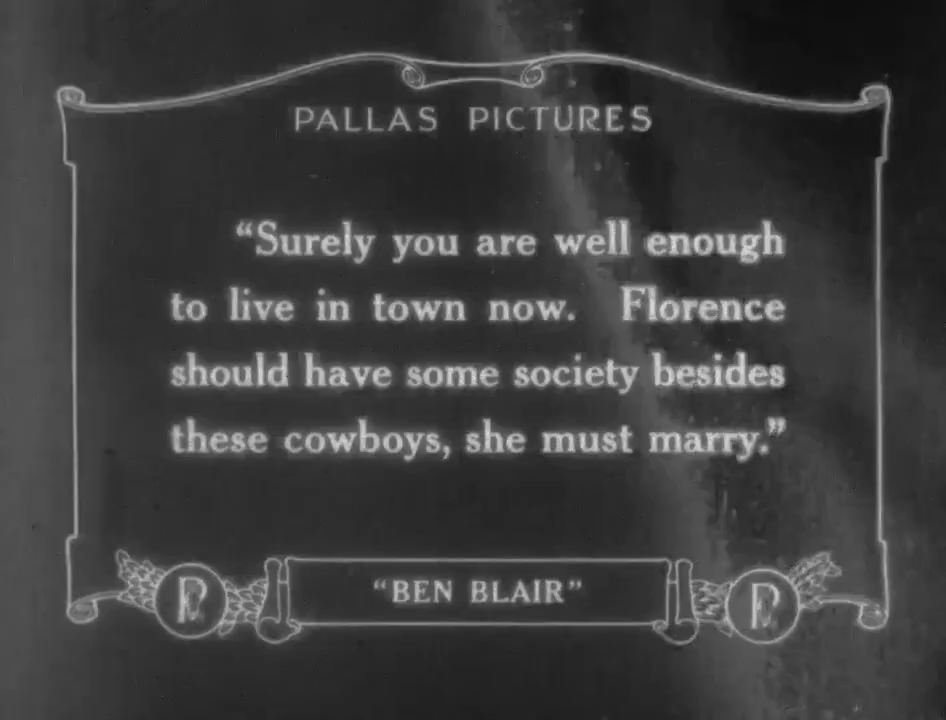 PALLAS PICTURES
“Surely you are well enough
to live in town now. Florence
should have some society besides
these cowboys, she must marry.”
“BEN BLAIR”